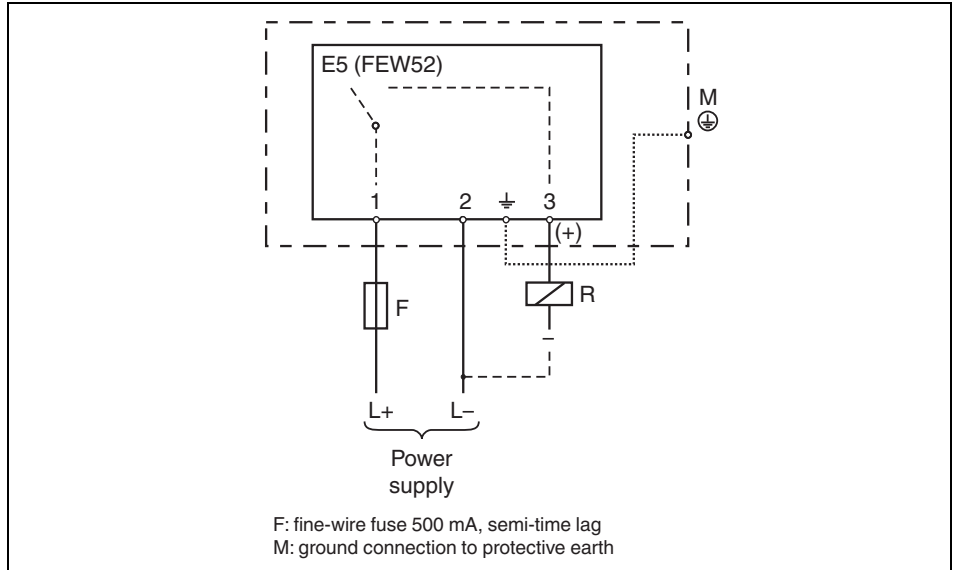 E5 (FEW52)
M
1 2 3
(+)
F
R
–
L+ L–
Power
supply
F: fine-wire fuse 500 mA, semi-time lag
M: ground connection to protective earth